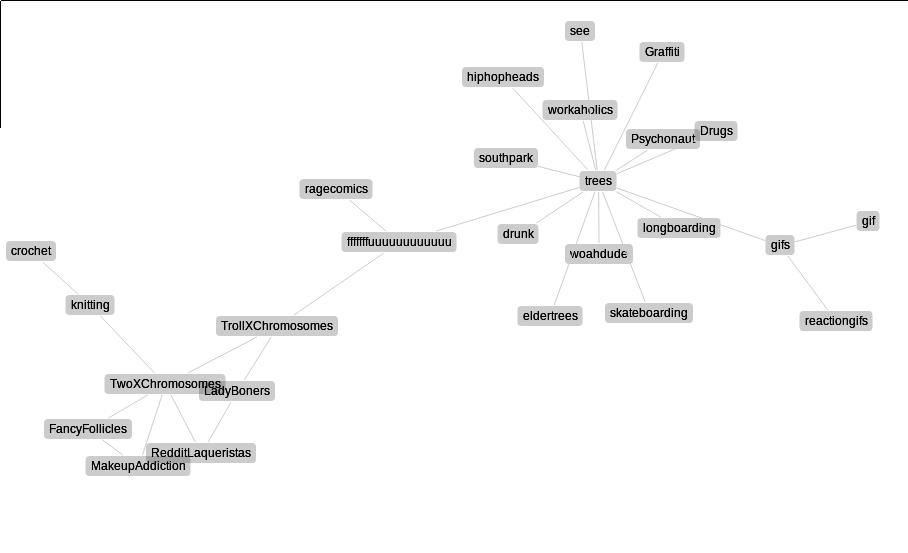 see
Graffiti
hiphopheads
workaholics
Drugs
Psychonaut
southpark
trees
ragecomics
gif
longboarding
drunk
fffffffuuuuuuuuuuuu
gifs
crochet
woahdude
knitting
skateboarding
eldertrees
reactiongifs
TrollXChromosomes
TwoXChromosomes
LadyBoners
FancyFollicles
RedditLaqueristas
MakeupAddiction